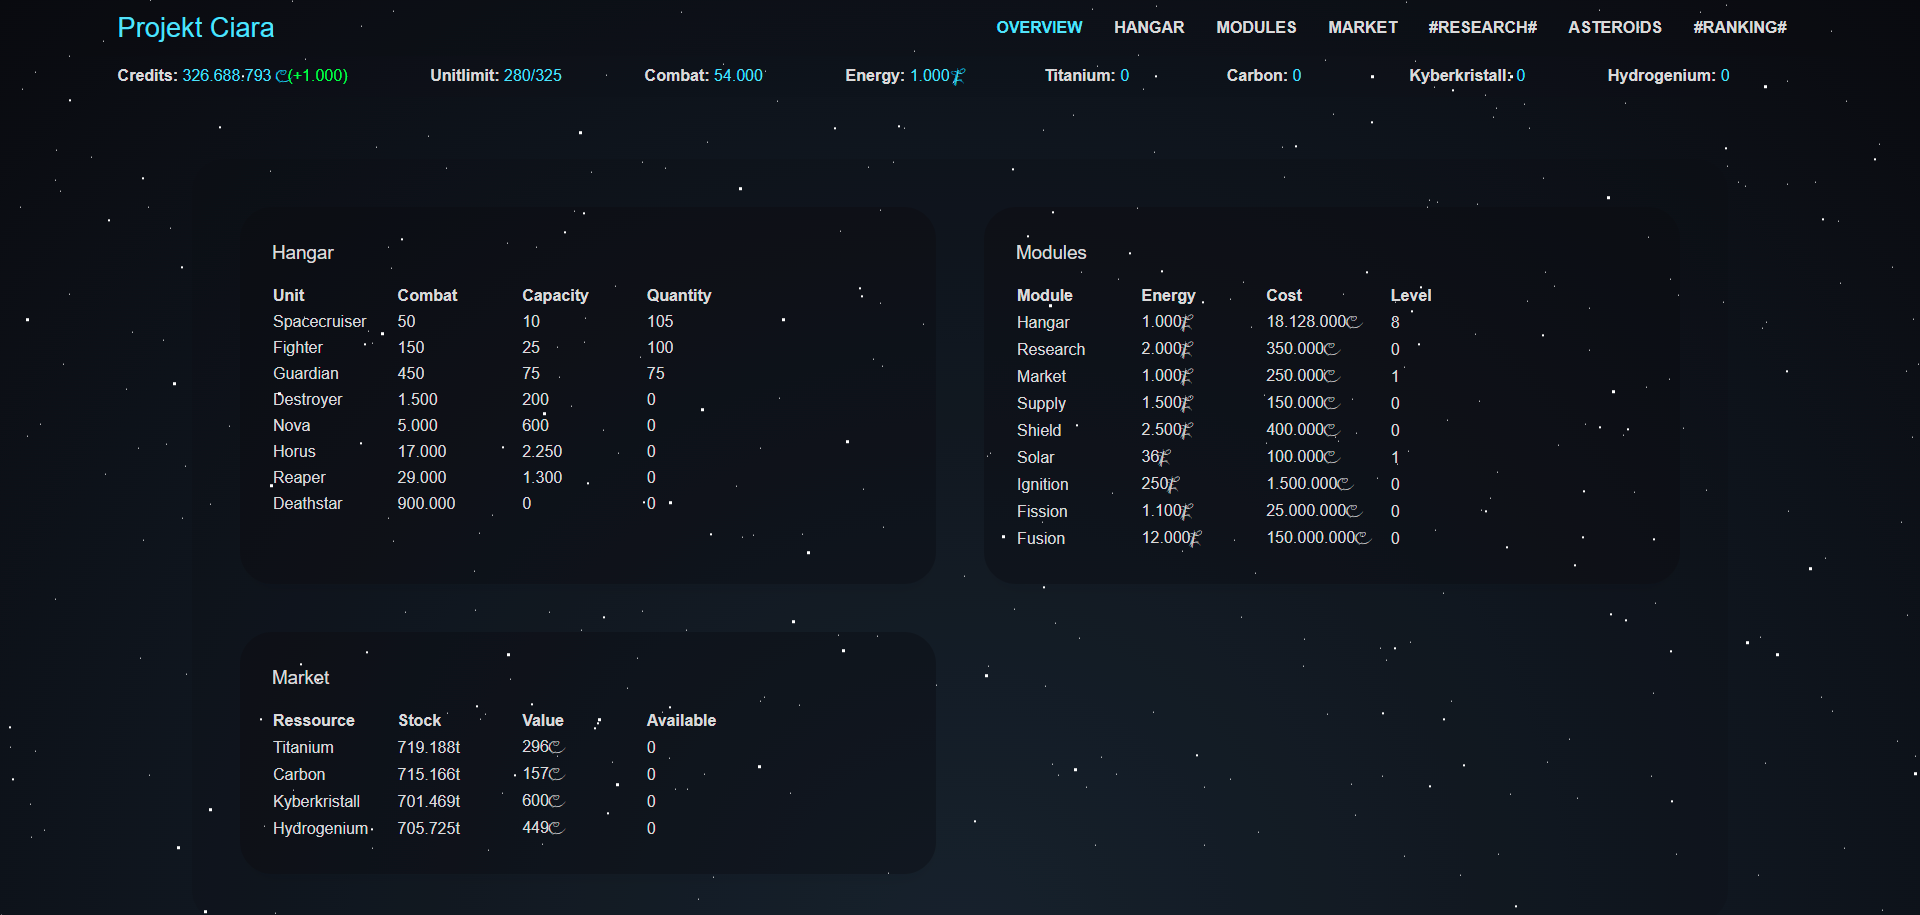 Projekt Ciara OVERVIEW HANGAR MODULES MARKET #RESEARCH# ASTEROIDS #RANKING#
Credits: 326.688.793 (+1.000) Unitlimit: 280/325 Combat: 54.000 Energy: 1.000 Titanium: 0 Carbon: 0 Kyberkristall: 0 Hydrogenium: 0
Hangar
Unit Combat Capacity Quantity
Spacecruiser 50 10 105
Fighter 150 25 100
Guardian 450 75 75
Destroyer 1.500 200 0
Nova 5.000 600 0
Horus 17.000 2.250 0
Reaper 29.000 1.300 0
Deathstar 900.000 0 0
Modules
Module Energy Cost Level
Hangar 1.000 18.128.000 8
Research 2.000 350.000 0
Market 1.000 250.000 1
Supply 1.500 150.000 0
Shield 2.500 400.000 0
Solar 36 100.000 1
Ignition 250 1.500.000 0
Fission 1.100 25.000.000 0
Fusion 12.000 150.000.000 0
Market
Ressource Stock Value Available
Titanium 719.188t 296 0
Carbon 715.166t 157 0
Kyberkristall 701.469t 600 0
Hydrogenium 705.725t 449 0